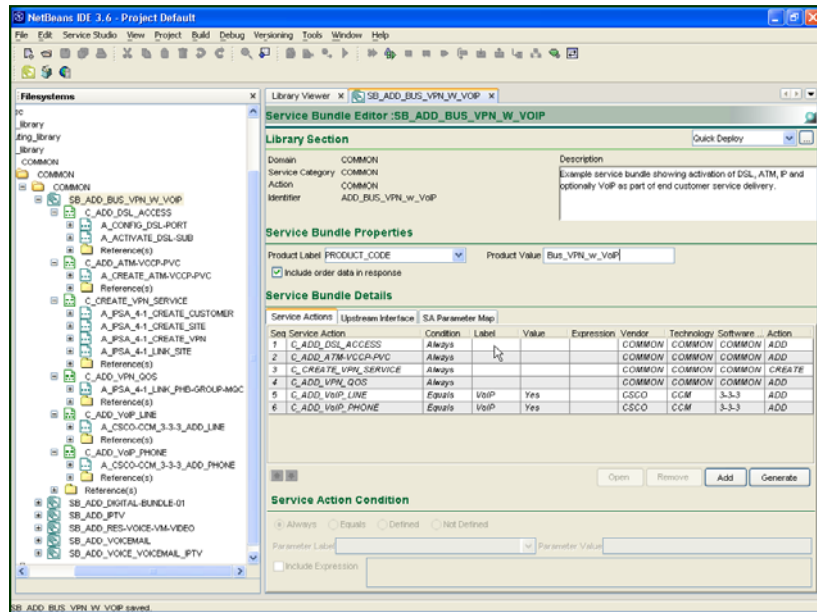 NetBeans IDE 3.6 - Project Default
File Edit Service Studio View Project Build Debug Versioning Tools Window Help
Filesystems
Library Viewer SB_ADD_BUS_VPN_W_VOIP
_library
_library
COMMON
COMMON
COMMON
SB_ADD_BUS_VPN_W_VOIP
C_ADD_DSL_ACCESS
A_CONFIG_DSL-PORT
A_ACTIVATE_DSL-SUB
Reference(s)
C_ADD_ATM-VCCP-PVC
A_CREATE_ATM-VCCP-PVC
Reference(s)
C_CREATE_VPN_SERVICE
A_IPSA_4-1_CREATE_CUSTOMER
A_IPSA_4-1_CREATE_SITE
A_IPSA_4-1_CREATE_VPN
A_IPSA_4-1_LINK_SITE
Reference(s)
C_ADD_VPN_QOS
A_IPSA_4-1_LINK_PHB-GROUP-MQC
Reference(s)
C_ADD_VoIP_LINE
A_CSCO-CCM_3-3-3_ADD_LINE
Reference(s)
C_ADD_VoIP_PHONE
A_CSCO-CCM_3-3-3_ADD_PHONE
Reference(s)
Reference(s)
SB_ADD_DIGITAL-BUNDLE-01
SB_ADD_IPTV
SB_ADD_RES-VOICE-VM-VIDEO
SB_ADD_VOICEMAIL
SB_ADD_VOICE_VOICEMAIL_IPTV
Service Bundle Editor :SB_ADD_BUS_VPN_W_VOIP
Library Section Quick Deploy ...
Domain COMMON
Service Category COMMON
Action COMMON
Identifier ADD_BUS_VPN_w_VoIP
Description
Example service bundle showing activation of DSL, ATM, IP and
optionally VoIP as part of end customer service delivery.
Service Bundle Properties
Product Label PRODUCT_CODE Product Value Bus_VPN_w_VoIP
Include order data in response
Service Bundle Details
Service Actions Upstream Interface SA Parameter Map
Seq Service Action Condition Label Value Expression Vendor Technology Software ... Action
1 C_ADD_DSL_ACCESS Always COMMON COMMON COMMON ADD
2 C_ADD_ATM-VCCP-PVC Always COMMON COMMON COMMON ADD
3 C_CREATE_VPN_SERVICE Always COMMON COMMON COMMON CREATE
4 C_ADD_VPN_QOS Always COMMON COMMON COMMON ADD
5 C_ADD_VoIP_LINE Equals VoIP Yes CSCO CCM 3-3-3 ADD
6 C_ADD_VoIP_PHONE Equals VoIP Yes CSCO CCM 3-3-3 ADD
Open Remove Add Generate
Service Action Condition
Always Equals Defined Not Defined
Parameter Label Parameter Value
Include Expression
SB_ADD_BUS_VPN_W_VOIP saved.